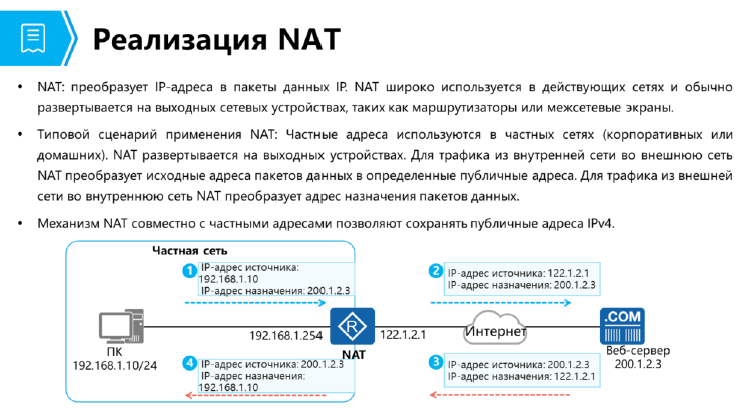 Реализация NAT
• NAT: преобразует IP-адреса в пакеты данных IP. NAT широко используется в действующих сетях и обычно
развертывается на выходных сетевых устройствах, таких как маршрутизаторы или межсетевые экраны.
• Типовой сценарий применения NAT: Частные адреса используются в частных сетях (корпоративных или
домашних). NAT развертывается на выходных устройствах. Для трафика из внутренней сети во внешнюю сеть
NAT преобразует исходные адреса пакетов данных в определенные публичные адреса. Для трафика из внешней
сети во внутреннюю сеть NAT преобразует адрес назначения пакетов данных.
• Механизм NAT совместно с частными адресами позволяют сохранять публичные адреса IPv4.
Частная сеть
1 IP-адрес источника:
192.168.1.10
IP-адрес назначения: 200.1.2.3
2 IP-адрес источника: 122.1.2.1
IP-адрес назначения: 200.1.2.3
ПК
192.168.1.10/24
192.168.1.254
R
NAT
122.1.2.1
Интернет
.COM
Веб-сервер
200.1.2.3
4 IP-адрес источника: 200.1.2.3
IP-адрес назначения:
192.168.1.10
3 IP-адрес источника: 200.1.2.3
IP-адрес назначения: 122.1.2.1